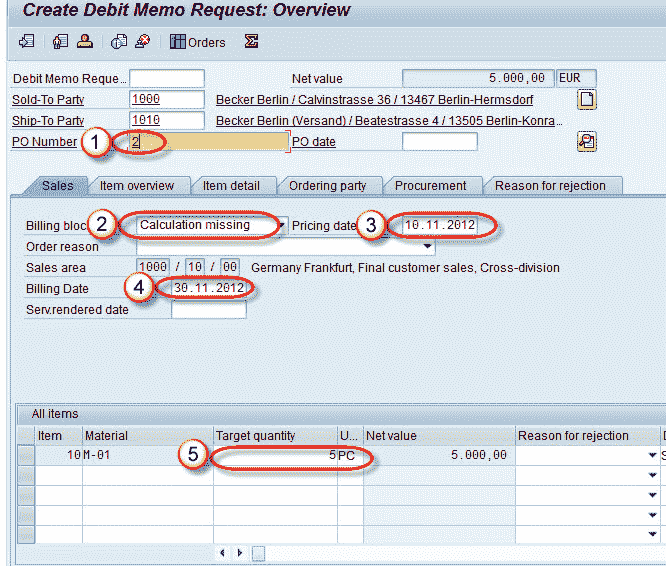 Create Debit Memo Request: Overview
Orders
Debit Memo Reque... Net value 5.000,00 EUR
Sold-To Party 1000 Becker Berlin / Calvinstrasse 36 / 13467 Berlin-Hermsdorf
Ship-To Party 1010 Becker Berlin (Versand) / Beatestrasse 4 / 13505 Berlin-Konra...
PO Number 1 2 PO date
Sales Item overview Item detail Ordering party Procurement Reason for rejection
Billing bloc 2 Calculation missing Pricing date 3 10.11.2012
Order reason
Sales area 1000 / 10 / 00 Germany Frankfurt, Final customer sales, Cross-division
Billing Date 4 30.11.2012
Serv.rendered date
All items
Item Material Target quantity U... Net value Reason for rejection D
10 M-01 5 5 PC 5.000,00 S